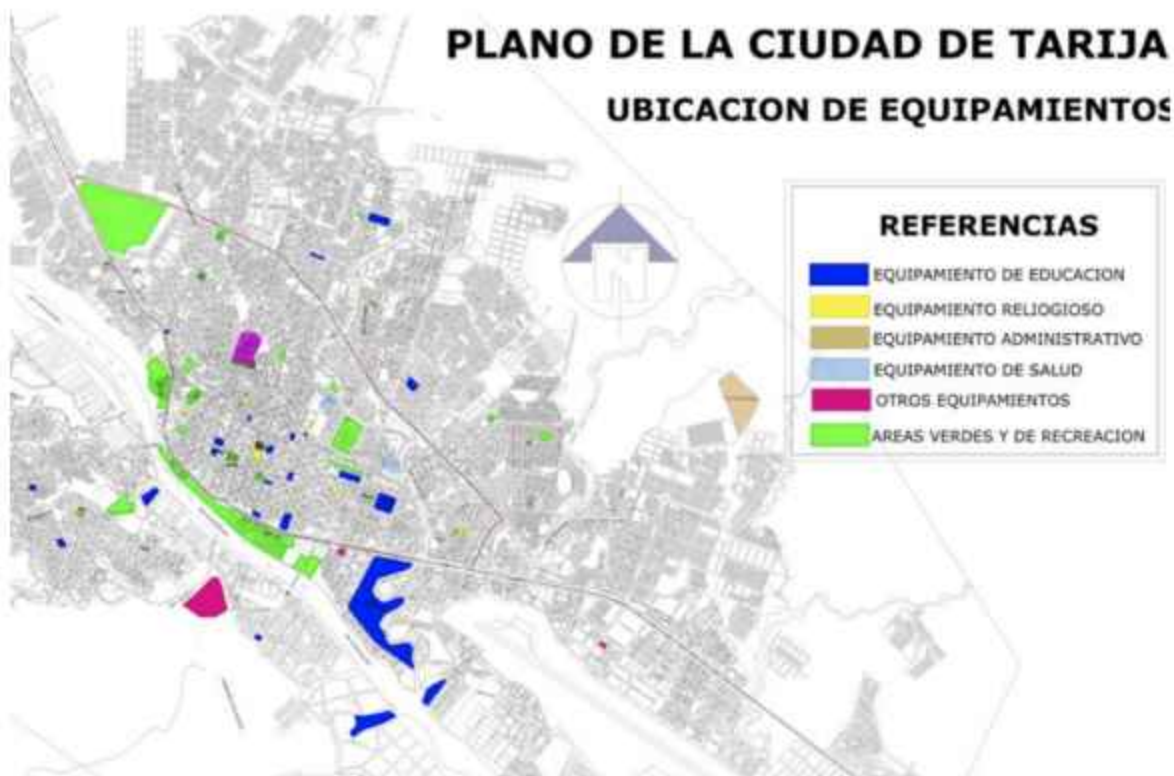 PLANO DE LA CIUDAD DE TARIJA
UBICACION DE EQUIPAMIENTOS
REFERENCIAS
EQUIPAMIENTO DE EDUCACION
EQUIPAMIENTO RELIOGIOSO
EQUIPAMIENTO ADMINISTRATIVO
EQUIPAMIENTO DE SALUD
OTROS EQUIPAMIENTOS
AREAS VERDES Y DE RECREACION